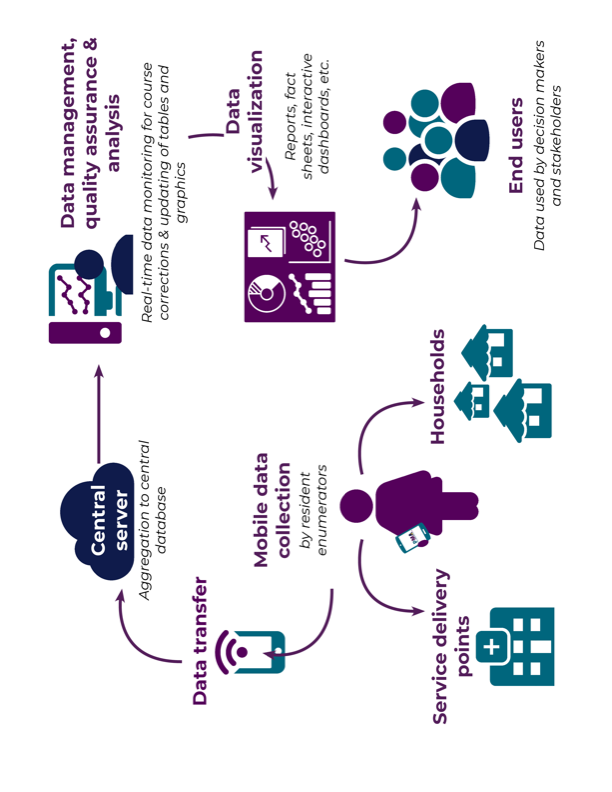 Data transfer
Central
server
Aggregation to central
database
Data management,
quality assurance &
analysis
Real-time data monitoring for course
corrections & updating of tables and
graphics
Data
visualization
Reports, fact
sheets, interactive
dashboards, etc.
Mobile data
collection
by resident
enumerators
Service delivery
points
Households
End users
Data used by decision makers
and stakeholders